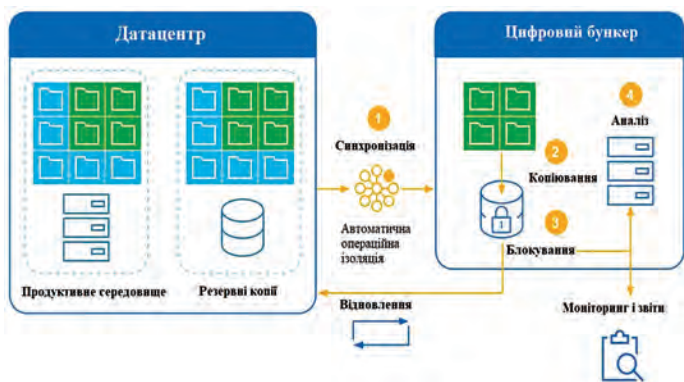 Датацентр
Продуктивне середовище
Резервні копії
1
Синхронізація
Автоматична
операційна
ізоляція
Відновлення
Цифровий бункер
2
Копіювання
3
Блокування
4
Аналіз
Моніторинг і звіти